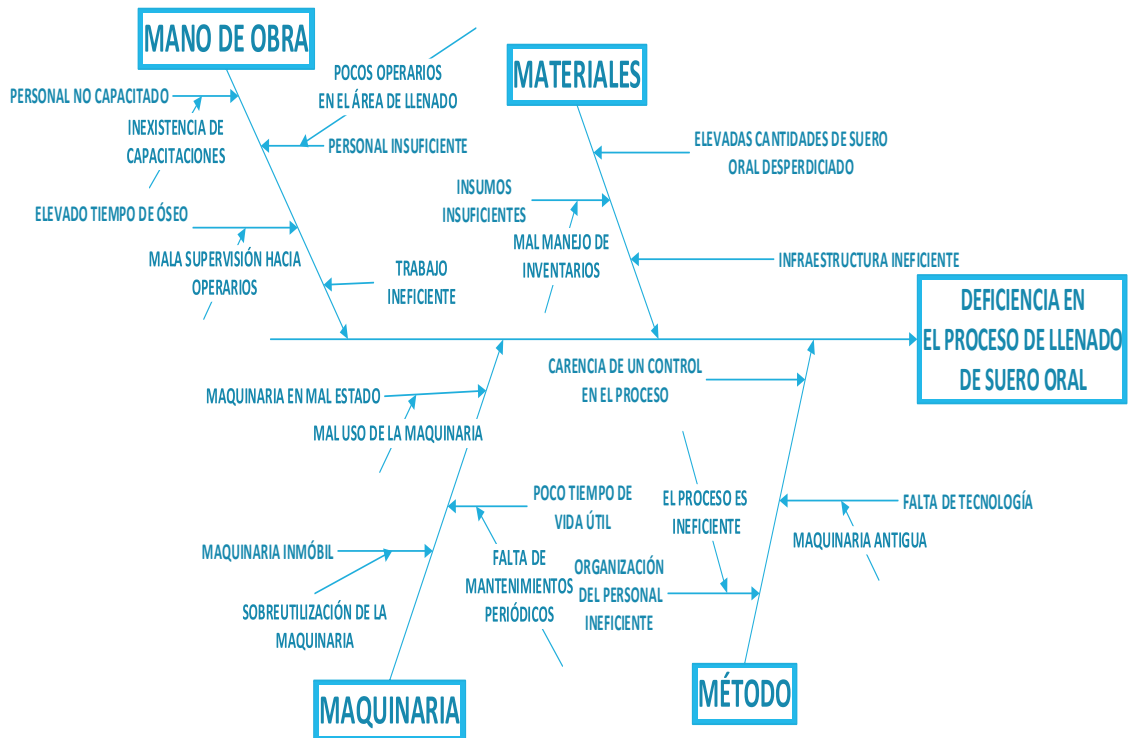 MANO DE OBRA
POCOS OPERARIOS
EN EL ÁREA DE LLENADO
PERSONAL NO CAPACITADO
INEXISTENCIA DE
CAPACITACIONES
PERSONAL INSUFICIENTE
ELEVADO TIEMPO DE ÓSEO
MALA SUPERVISIÓN HACIA
OPERARIOS
TRABAJO
INEFICIENTE
MATERIALES
ELEVADAS CANTIDADES DE SUERO
ORAL DESPERDICIADO
INSUMOS
INSUFICIENTES
MAL MANEJO DE
INVENTARIOS
INFRAESTRUCTURA INEFICIENTE
DEFICIENCIA EN
EL PROCESO DE LLENADO
DE SUERO ORAL
MAQUINARIA EN MAL ESTADO
MAL USO DE LA MAQUINARIA
POCO TIEMPO DE
VIDA ÚTIL
MAQUINARIA INMÓBIL
FALTA DE
MANTENIMIENTOS
PERIÓDICOS
SOBREUTILIZACIÓN DE LA
MAQUINARIA
MAQUINARIA
CARENCIA DE UN CONTROL
EN EL PROCESO
EL PROCESO ES
INEFICIENTE
FALTA DE TECNOLOGÍA
MAQUINARIA ANTIGUA
ORGANIZACIÓN
DEL PERSONAL
INEFICIENTE
MÉTODO